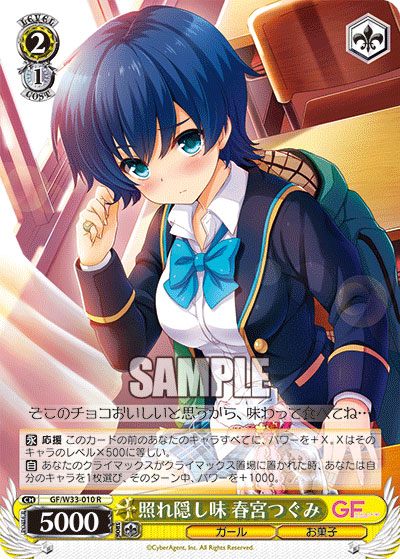 LEVEL
2
1
COST
SAMPLE
そこのチョコおいしいと思うから、味わって食べてね…
永 応援 このカードの前のあなたのキャラすべてに、パワーを+X。Xはそのキャラのレベル×500に等しい。
自 あなたのクライマックスがクライマックス置場に置かれた時、あなたは自分のキャラを1枚選び、そのターン中、パワーを+1000。
CH GF/W33-010 R
5000
照れ隠し味 春宮つぐみ
GF
ガール
お菓子
©CyberAgent, Inc. All Rights Reserved.